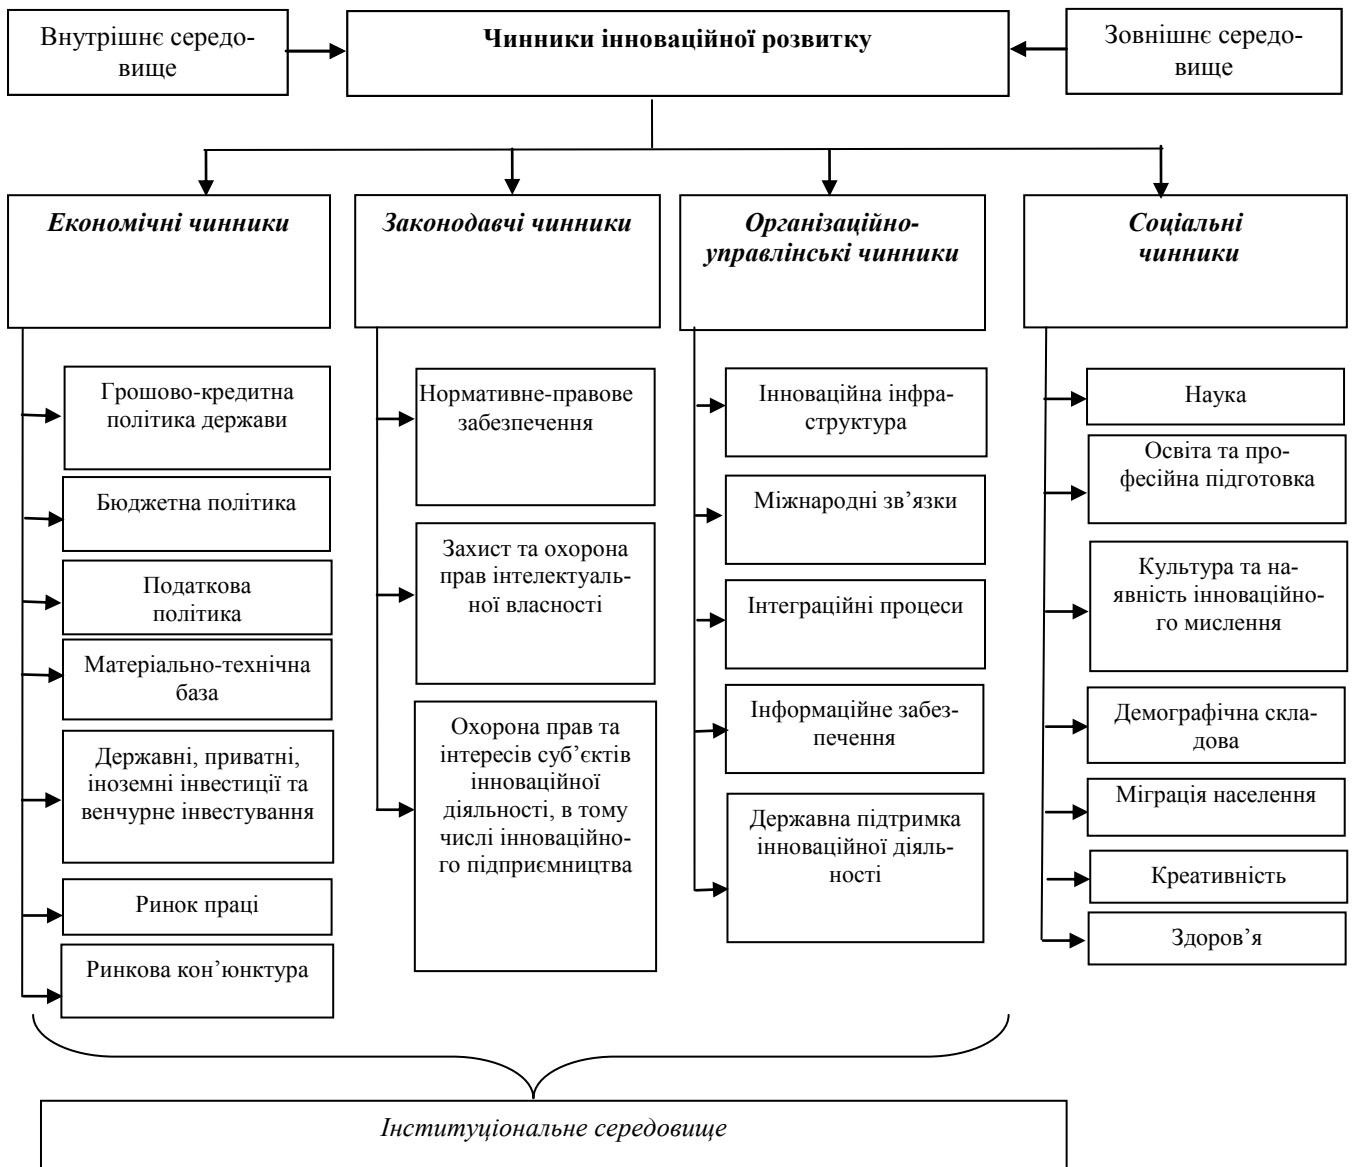 Внутрішнє середо-
вище
Чинники інноваційної розвитку
Зовнішнє середо-
вище
Економічні чинники
Законодавчі чинники
Організаційно-
управлінські чинники
Соціальні
чинники
Грошово-кредитна
політика держави
Бюджетна політика
Податкова
політика
Матеріально-технічна
база
Державні, приватні,
іноземні інвестиції та
венчурне інвестування
Ринок праці
Ринкова кон’юнктура
Нормативне-правове
забезпечення
Захист та охорона
прав інтелектуаль-
ної власності
Охорона прав та
інтересів суб’єктів
інноваційної
діяльності, в тому
числі інноваційно-
го підприємництва
Інноваційна інфра-
структура
Міжнародні зв’язки
Інтеграційні процеси
Інформаційне забез-
печення
Державна підтримка
інноваційної діяль-
ності
Наука
Освіта та про-
фесійна підготовка
Культура та на-
явність інноваційно-
го мислення
Демографічна скла-
дова
Міграція населення
Креативність
Здоров’я
Інституціональне середовище